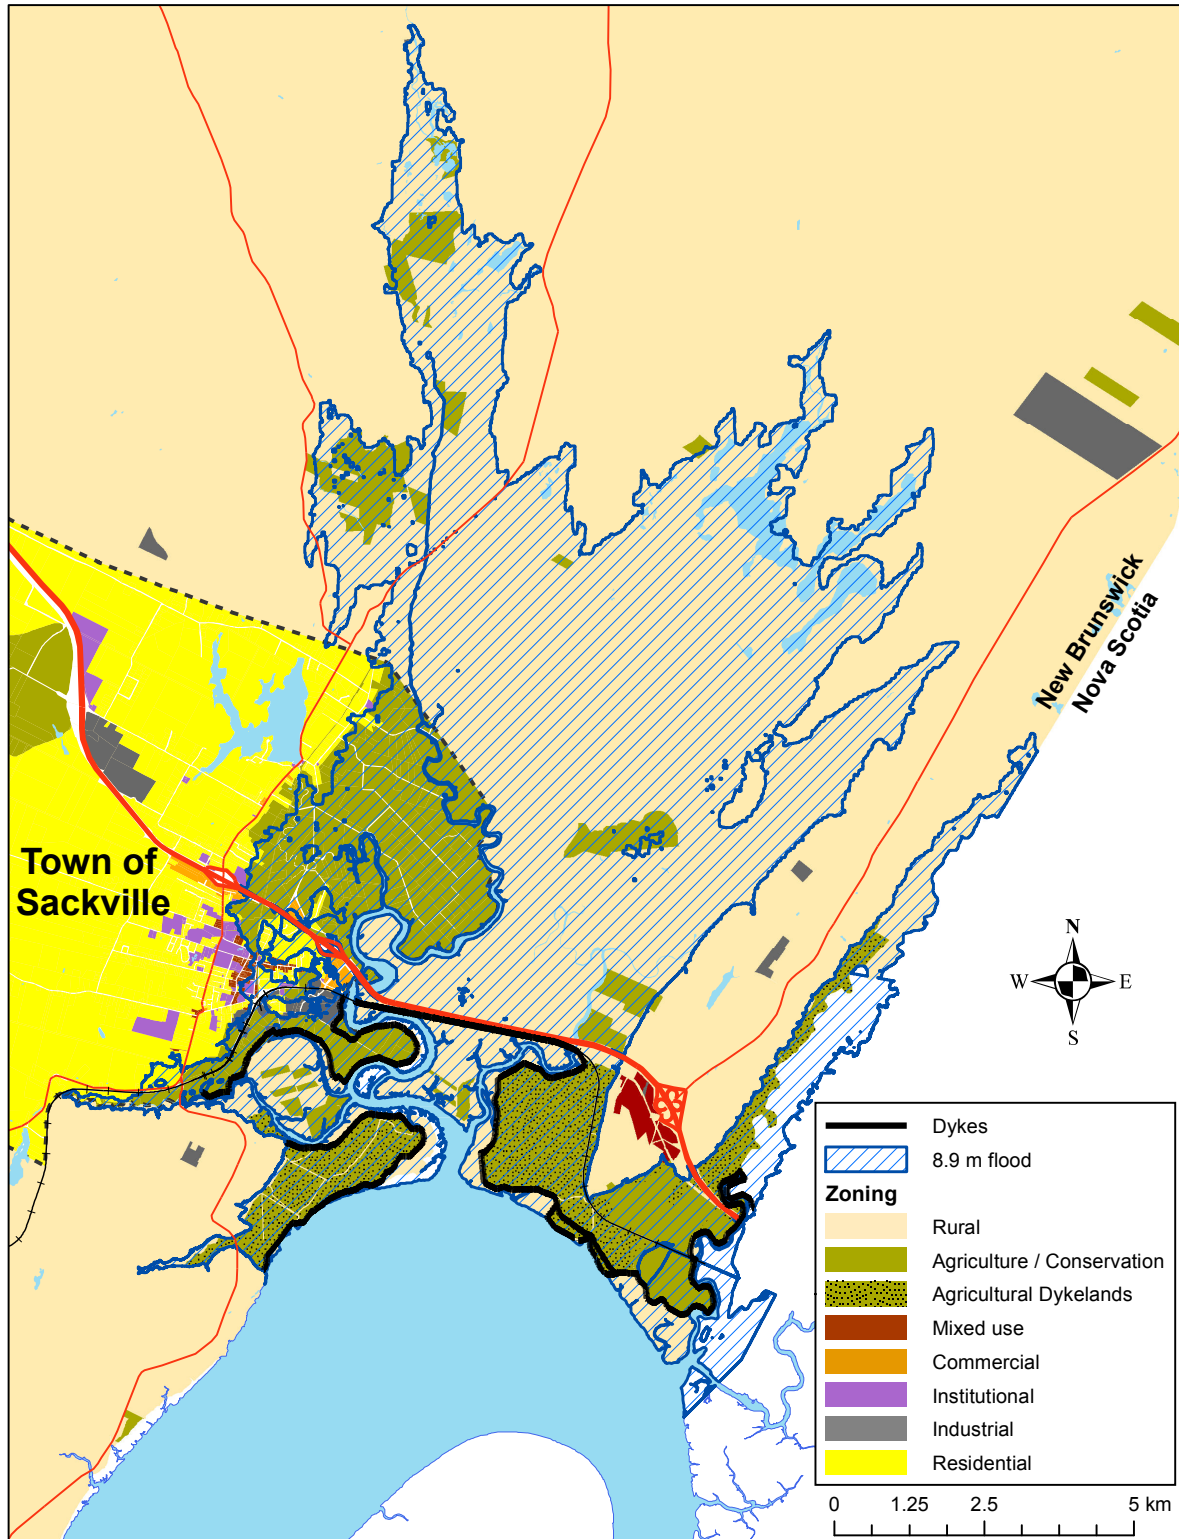 New Brunswick
Nova Scotia
Town of
Sackville
N
W
E
S
Dykes
8.9 m flood
Zoning
Rural
Agriculture / Conservation
Agricultural Dykelands
Mixed use
Commercial
Institutional
Industrial
Residential
0 1.25 2.5 5 km